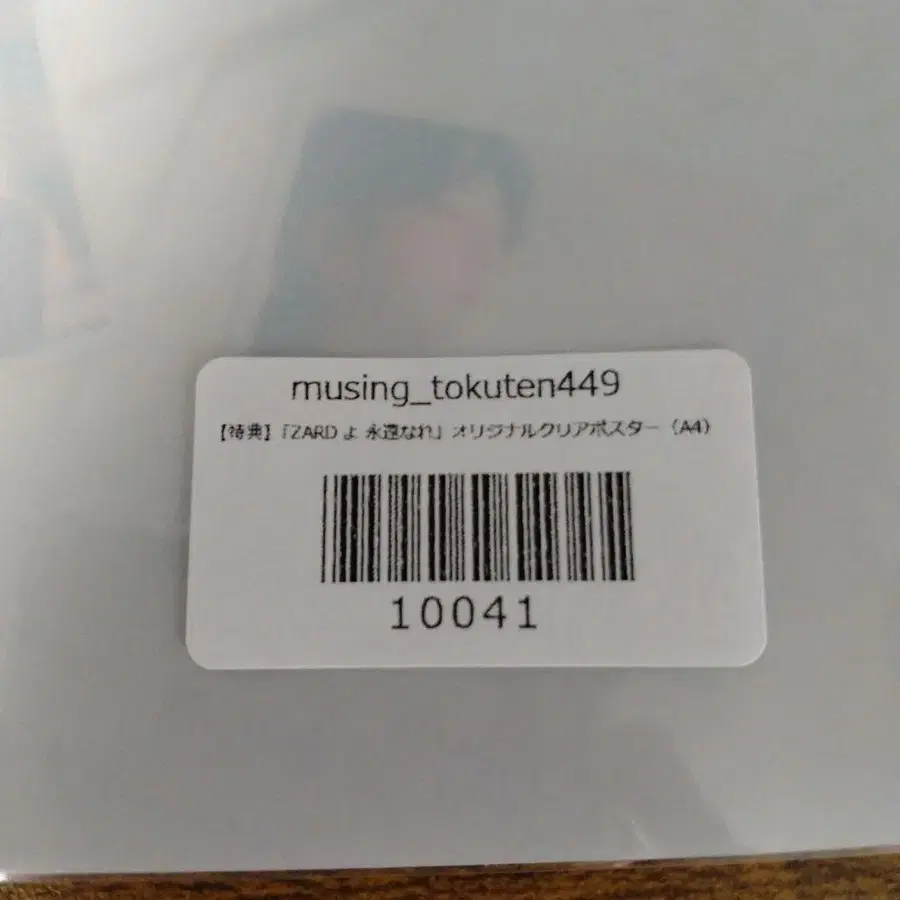 musing_tokuten449
【特典】「ZARD よ 永遠なれ」オリジナルクリアポスター（A4）
10041